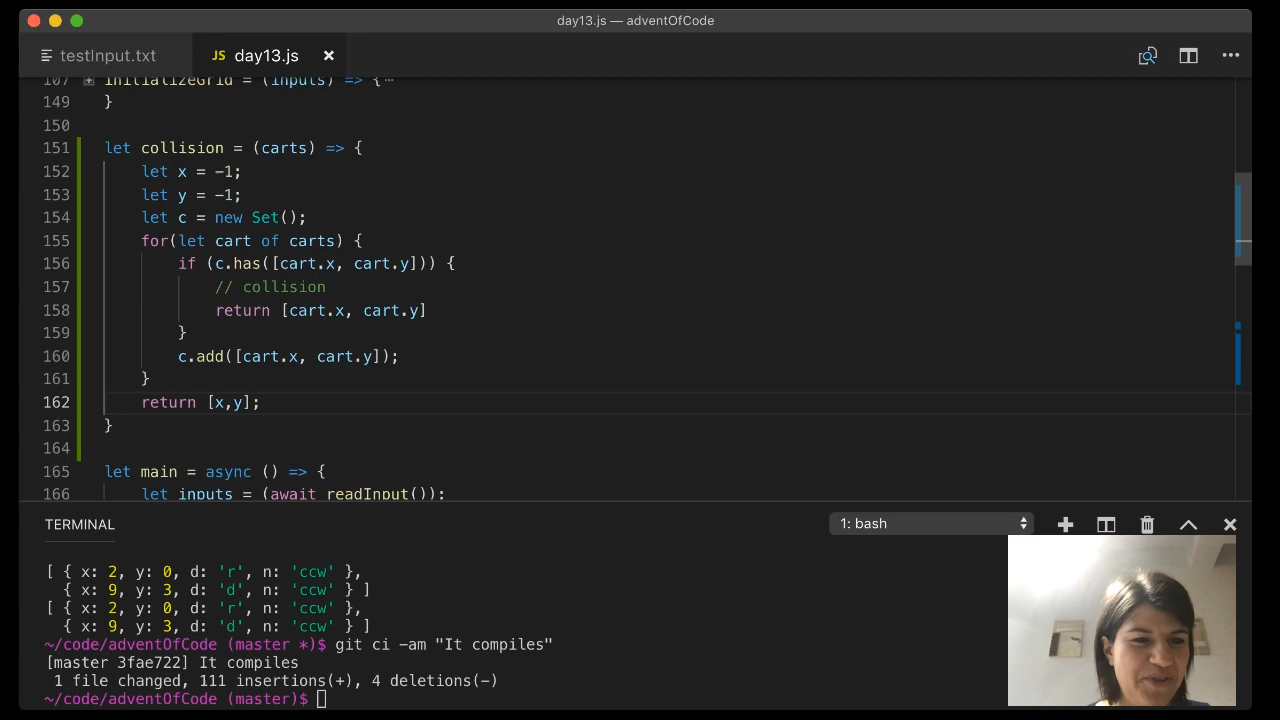 day13.js — adventOfCode
testInput.txt
JS day13.js
107 initializeGrid = (inputs) => {
149 }
150
151 let collision = (carts) => {
152 let x = -1;
153 let y = -1;
154 let c = new Set();
155 for(let cart of carts) {
156 if (c.has([cart.x, cart.y])) {
157 // collision
158 return [cart.x, cart.y]
159 }
160 c.add([cart.x, cart.y]);
161 }
162 return [x,y];
163 }
164
165 let main = async () => {
166 let inputs = (await readInput());
TERMINAL
1: bash
[ { x: 2, y: 0, d: 'r', n: 'ccw' },
{ x: 9, y: 3, d: 'd', n: 'ccw' } ]
[ { x: 2, y: 0, d: 'r', n: 'ccw' },
{ x: 9, y: 3, d: 'd', n: 'ccw' } ]
~/code/adventOfCode (master *)$ git ci -am "It compiles"
[master 3fae722] It compiles
1 file changed, 111 insertions(+), 4 deletions(-)
~/code/adventOfCode (master)$